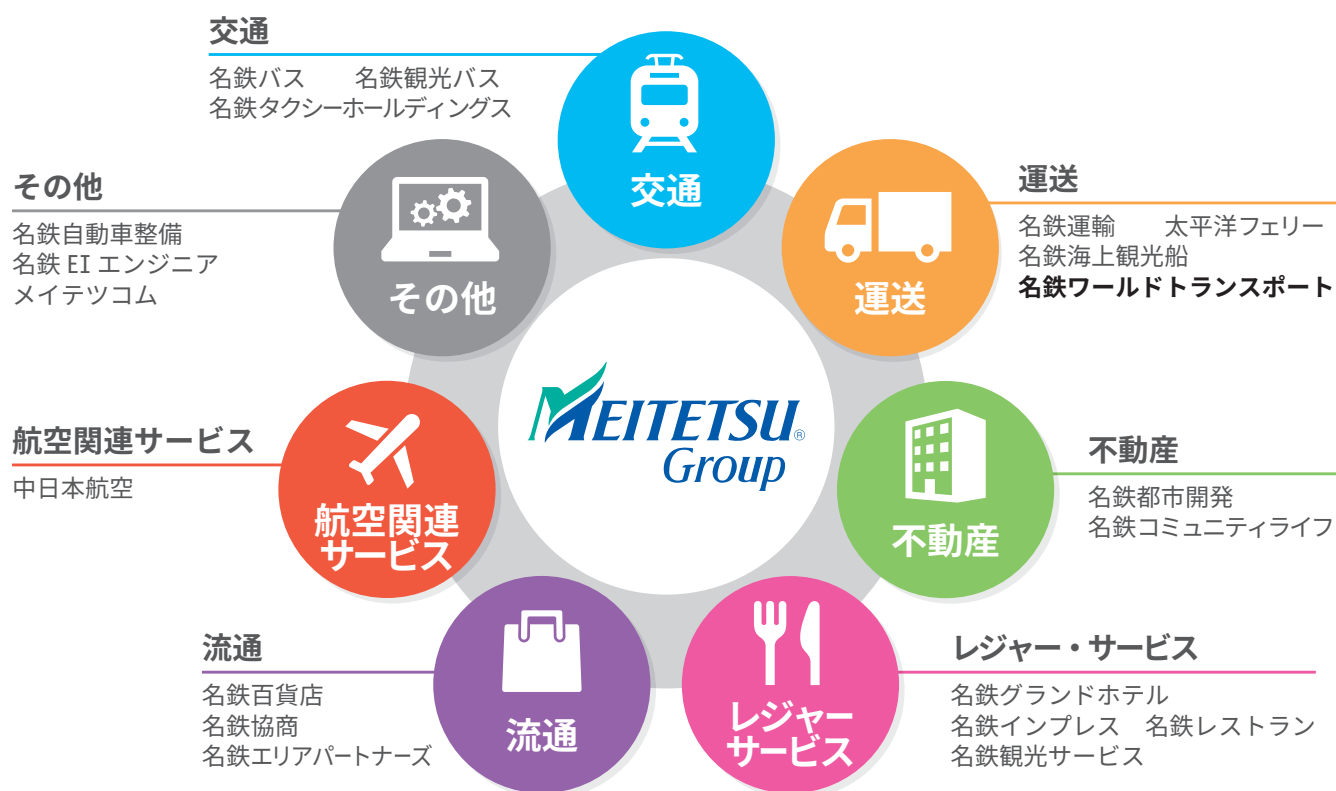 交通
名鉄バス　　名鉄観光バス
名鉄タクシーホールディングス
交通
その他
名鉄自動車整備
名鉄 EI エンジニア
メイテツコム
その他
運送
名鉄運輸　　太平洋フェリー
名鉄海上観光船
名鉄ワールドトランスポート
運送
MEITETSU®
Group
航空関連サービス
中日本航空
航空関連
サービス
不動産
名鉄都市開発
名鉄コミュニティライフ
不動産
流通
名鉄百貨店
名鉄協商
名鉄エリアパートナーズ
流通
レジャー・サービス
名鉄グランドホテル
名鉄インプレス　名鉄レストラン
名鉄観光サービス
レジャー
サービス